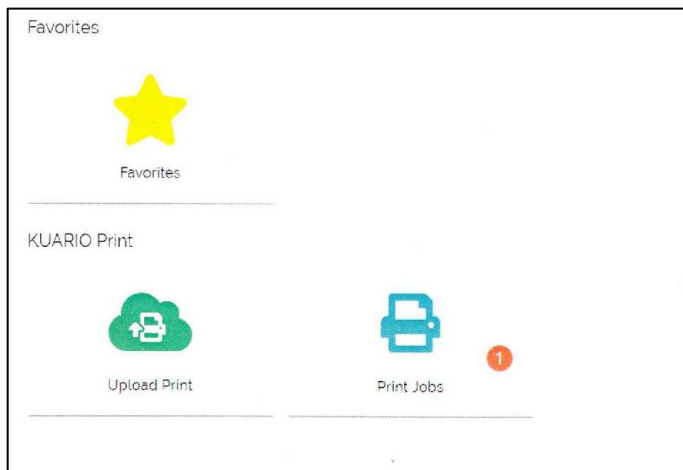 Favorites
Favorites
KUARIO Print
Upload Print
Print Jobs
1